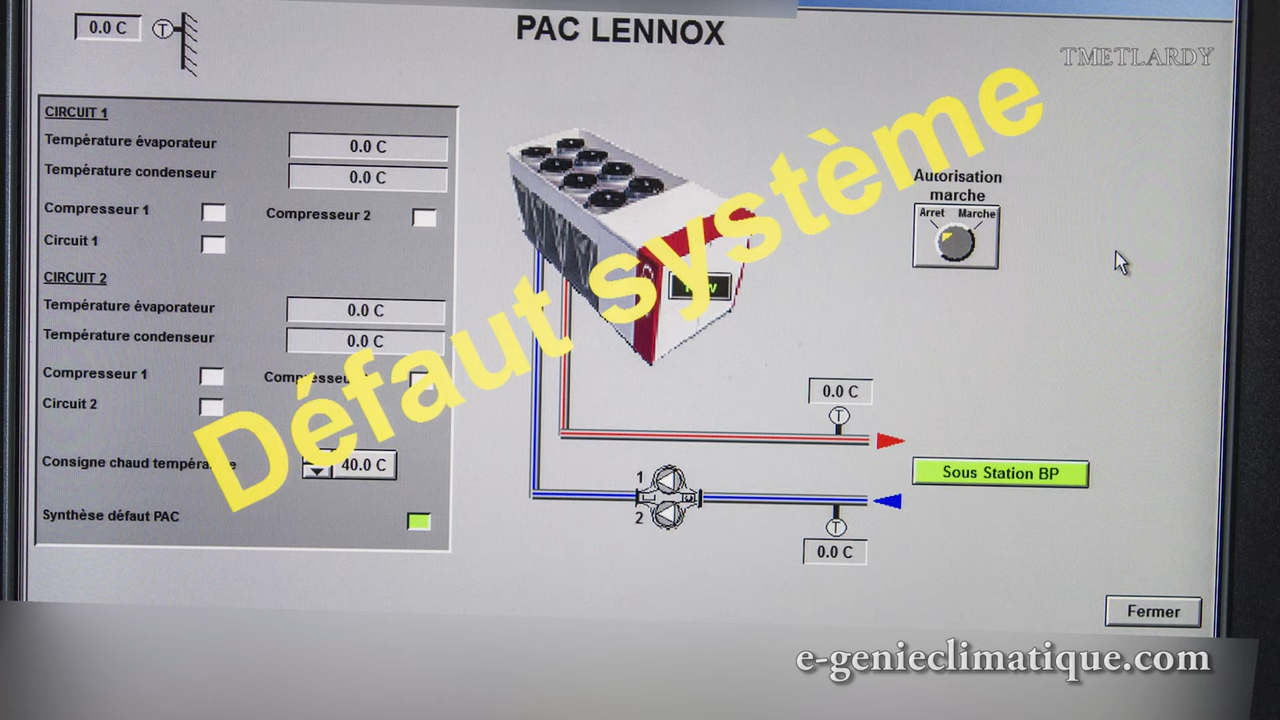 0.0 C
T
PAC LENNOX
TMETLARDY
CIRCUIT 1
Température évaporateur
0.0 C
Température condenseur
0.0 C
Compresseur 1
Compresseur 2
Circuit 1
CIRCUIT 2
Température évaporateur
0.0 C
Température condenseur
0.0 C
Compresseur 1
Circuit 2
Consigne chaud température
40.0 C
Synthèse défaut PAC
Défaut système
Autorisation
marche
Arret Marche
0.0 C
T
1
2
Sous Station BP
T
0.0 C
Fermer
e-genieclimatique.com